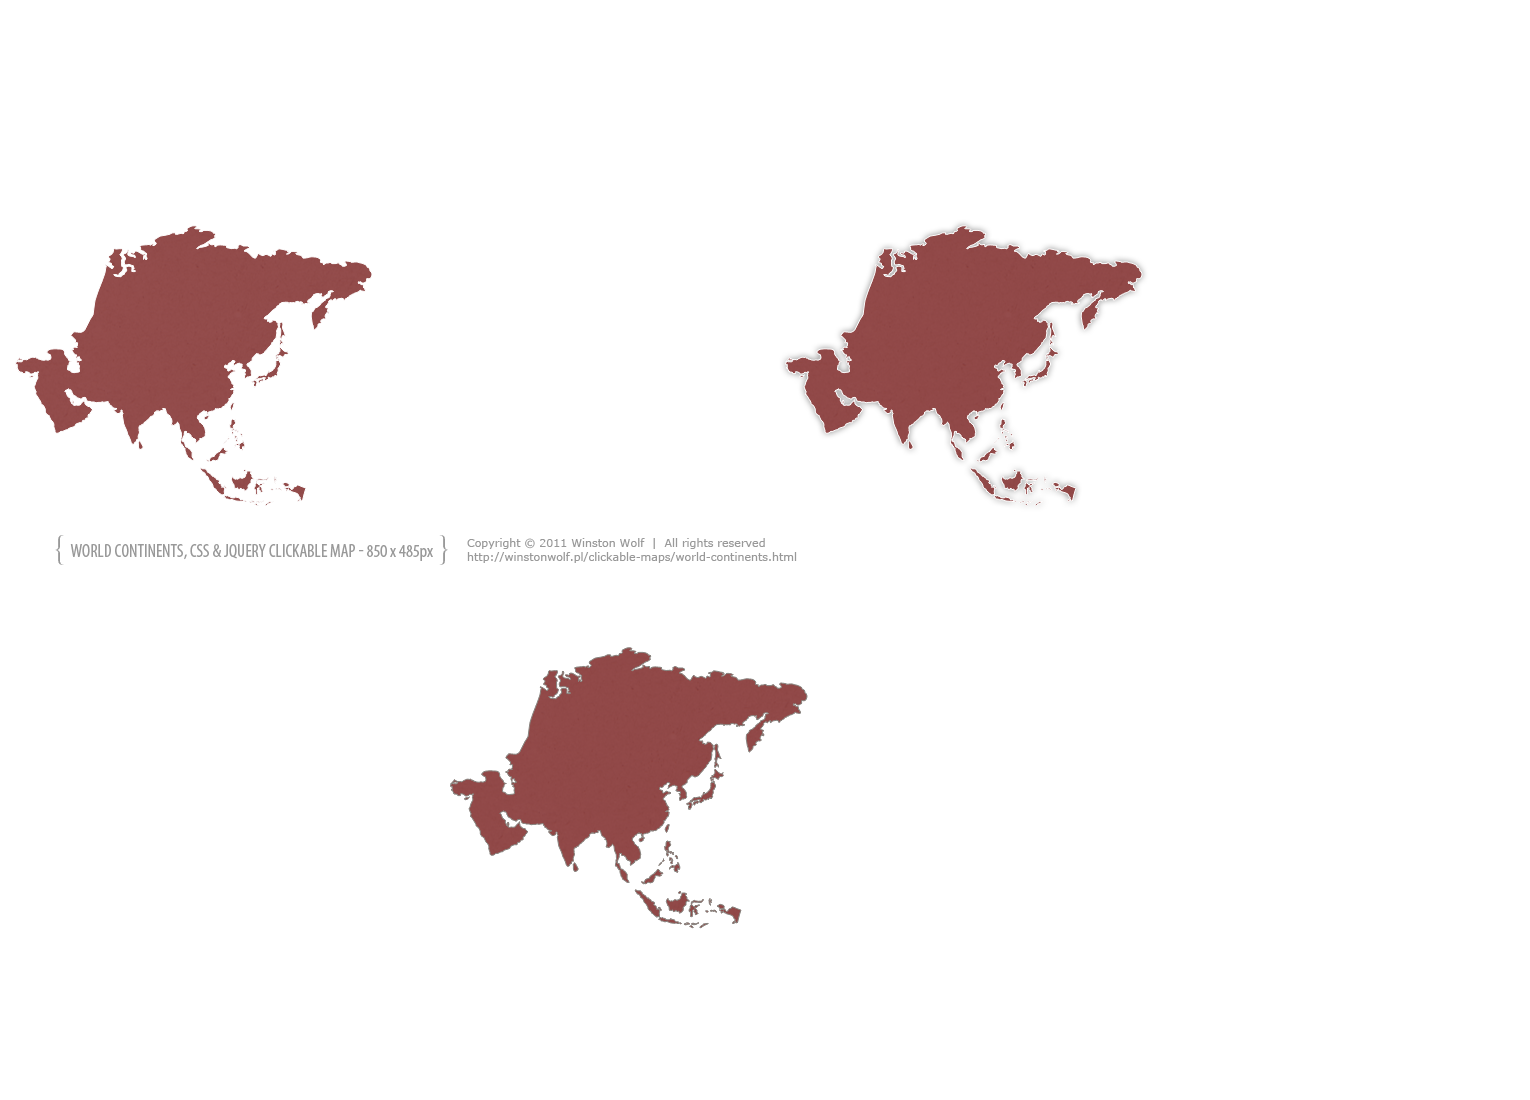 { WORLD CONTINENTS, CSS & JQUERY CLICKABLE MAP - 850 x 485px }
Copyright © 2011 Winston Wolf | All rights reserved
http://winstonwolf.pl/clickable-maps/world-continents.html